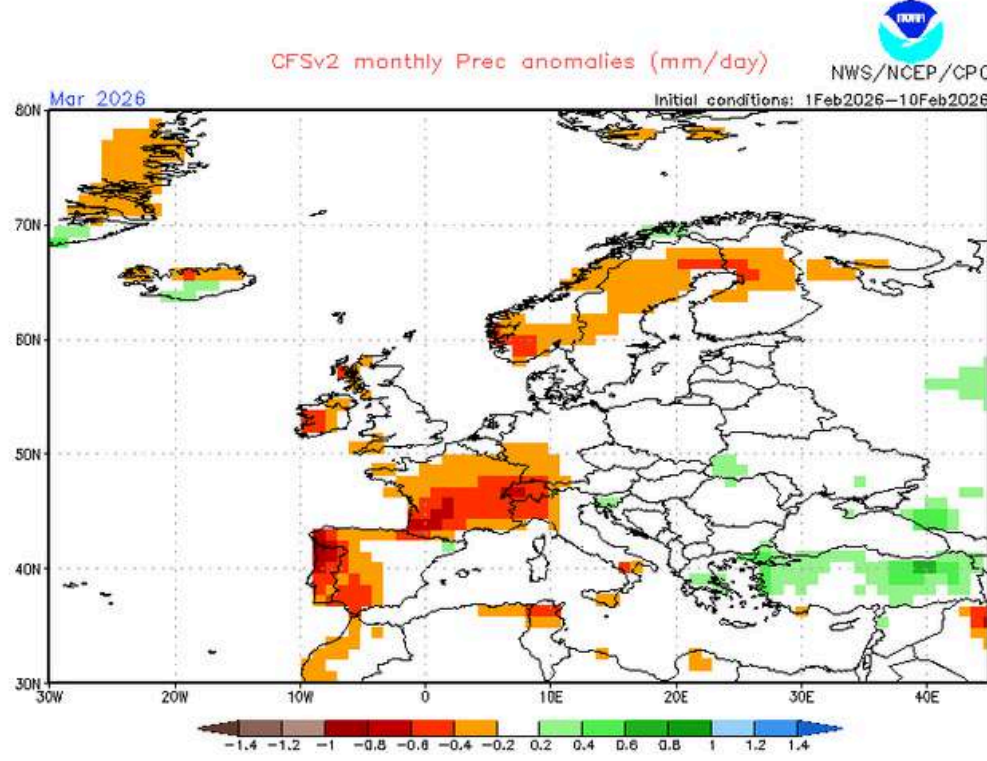 NOAA
CFSv2 monthly Prec anomalies (mm/day)
NWS/NCEP/CPC
Mar 2026
Initial conditions: 1Feb2026–10Feb2026
80N
70N
60N
50N
40N
30N
30W 20W 10W 0 10E 20E 30E 40E
-1.4 -1.2 -1 -0.8 -0.6 -0.4 -0.2 0.2 0.4 0.6 0.8 1 1.2 1.4